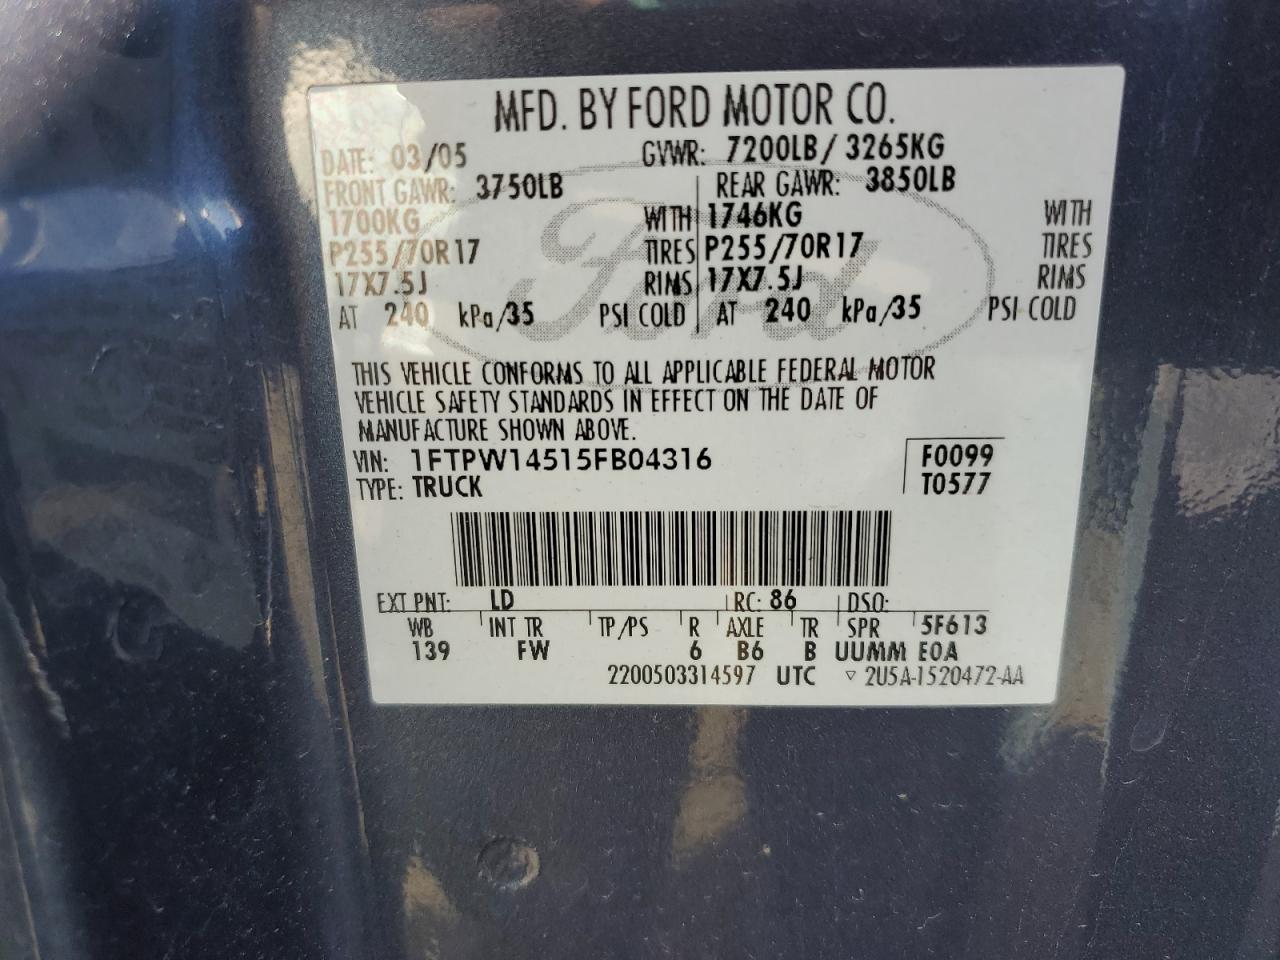 MFD. BY FORD MOTOR CO.
DATE: 03/05 GVWR: 7200LB/ 3265KG
FRONT GAWR: 3750LB REAR GAWR: 3850LB
1700KG WITH 1746KG WITH
P255/70R17 TIRES P255/70R17 TIRES
17X7.5J RIMS 17X7.5J RIMS
AT 240 kPa/35 PSI COLD AT 240 kPa/35 PSI COLD
Ford
THIS VEHICLE CONFORMS TO ALL APPLICABLE FEDERAL MOTOR
VEHICLE SAFETY STANDARDS IN EFFECT ON THE DATE OF
MANUFACTURE SHOWN ABOVE.
VIN: 1FTPW14515FB04316 F0099
TYPE: TRUCK T0577
EXT PNT: LD RC: 86 DSO:
WB INT TR TP/PS R AXLE TR SPR 5F613
139 FW 6 B6 B UUMM E0A
2200503314597 UTC ▽ 2U5A-1520472-AA